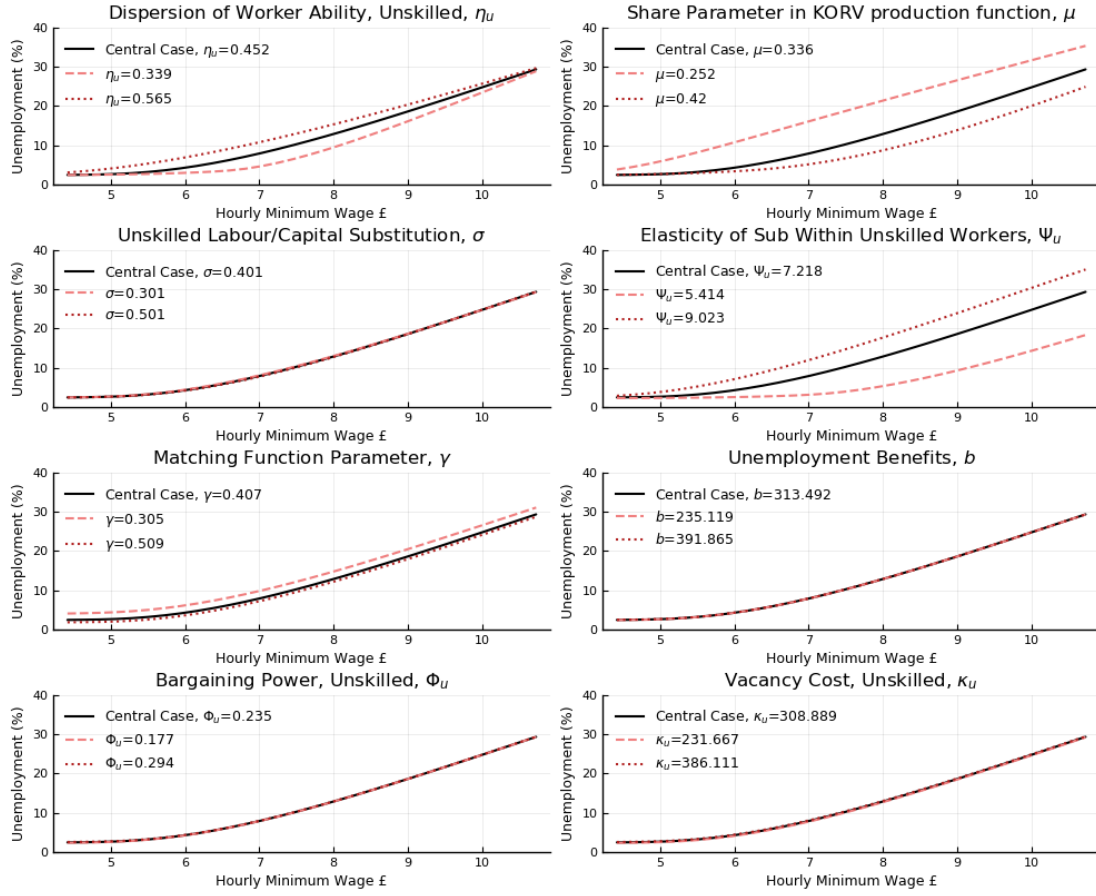 Dispersion of Worker Ability, Unskilled, ηu
Unemployment (%)
40
30
20
10
0
Central Case, ηu=0.452
ηu=0.339
ηu=0.565
5 6 7 8 9 10
Hourly Minimum Wage £
Share Parameter in KORV production function, μ
Unemployment (%)
40
30
20
10
0
Central Case, μ=0.336
μ=0.252
μ=0.42
5 6 7 8 9 10
Hourly Minimum Wage £
Unskilled Labour/Capital Substitution, σ
Unemployment (%)
40
30
20
10
0
Central Case, σ=0.401
σ=0.301
σ=0.501
5 6 7 8 9 10
Hourly Minimum Wage £
Elasticity of Sub Within Unskilled Workers, Ψu
Unemployment (%)
40
30
20
10
0
Central Case, Ψu=7.218
Ψu=5.414
Ψu=9.023
5 6 7 8 9 10
Hourly Minimum Wage £
Matching Function Parameter, γ
Unemployment (%)
40
30
20
10
0
Central Case, γ=0.407
γ=0.305
γ=0.509
5 6 7 8 9 10
Hourly Minimum Wage £
Unemployment Benefits, b
Unemployment (%)
40
30
20
10
0
Central Case, b=313.492
b=235.119
b=391.865
5 6 7 8 9 10
Hourly Minimum Wage £
Bargaining Power, Unskilled, Φu
Unemployment (%)
40
30
20
10
0
Central Case, Φu=0.235
Φu=0.177
Φu=0.294
5 6 7 8 9 10
Hourly Minimum Wage £
Vacancy Cost, Unskilled, κu
Unemployment (%)
40
30
20
10
0
Central Case, κu=308.889
κu=231.667
κu=386.111
5 6 7 8 9 10
Hourly Minimum Wage £